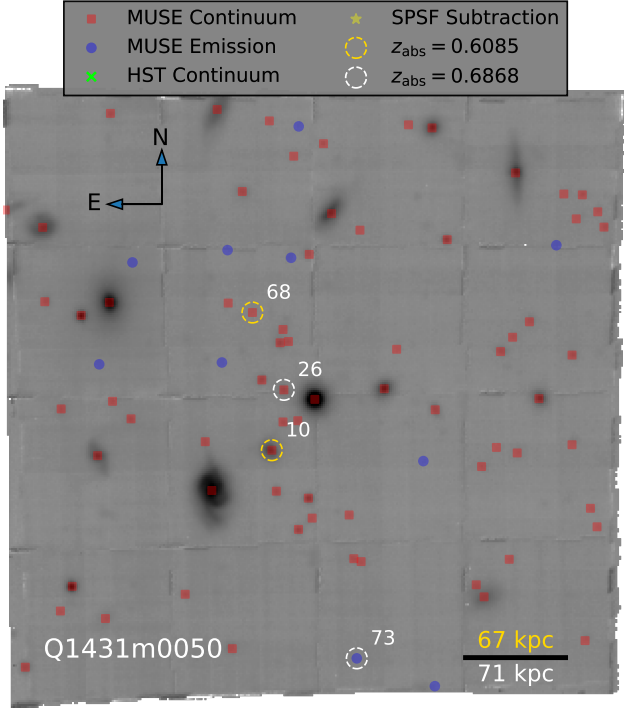 MUSE Continuum
MUSE Emission
HST Continuum
SPSF Subtraction
z_abs = 0.6085
z_abs = 0.6868
N
E
68
26
10
73
Q1431m0050
67 kpc
71 kpc